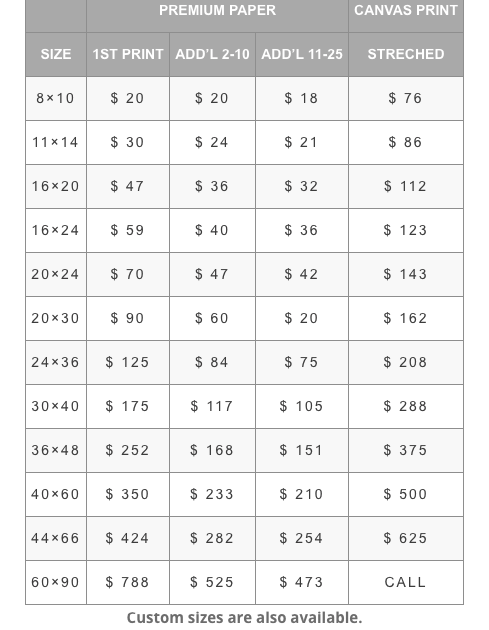 PREMIUM PAPER CANVAS PRINT
SIZE 1ST PRINT ADD'L 2-10 ADD'L 11-25 STRECHED
8×10 $ 20 $ 20 $ 18 $ 76
11×14 $ 30 $ 24 $ 21 $ 86
16×20 $ 47 $ 36 $ 32 $ 112
16×24 $ 59 $ 40 $ 36 $ 123
20×24 $ 70 $ 47 $ 42 $ 143
20×30 $ 90 $ 60 $ 20 $ 162
24×36 $ 125 $ 84 $ 75 $ 208
30×40 $ 175 $ 117 $ 105 $ 288
36×48 $ 252 $ 168 $ 151 $ 375
40×60 $ 350 $ 233 $ 210 $ 500
44×66 $ 424 $ 282 $ 254 $ 625
60×90 $ 788 $ 525 $ 473 CALL
Custom sizes are also available.